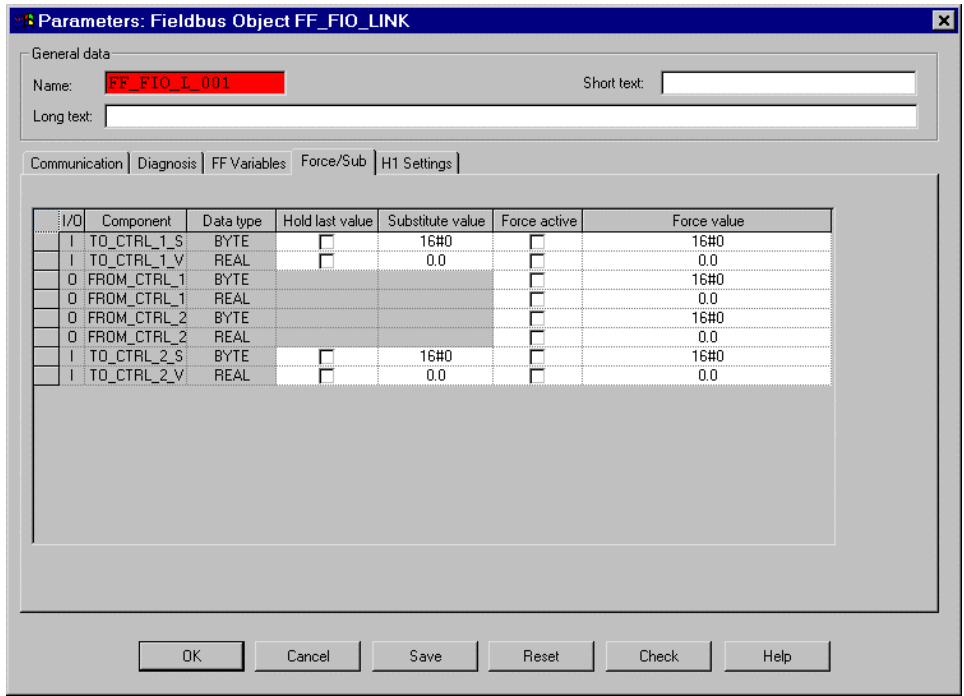 Parameters: Fieldbus Object FF_FIO_LINK
General data
Name: FF_FIO_L_001 Short text:
Long text:
Communication Diagnosis FF Variables Force/Sub H1 Settings
I/O Component Data type Hold last value Substitute value Force active Force value
I TO_CTRL_1_S BYTE 16#0 16#0
I TO_CTRL_1_V REAL 0.0 0.0
O FROM_CTRL_1 BYTE 16#0
O FROM_CTRL_1 REAL 0.0
O FROM_CTRL_2 BYTE 16#0
O FROM_CTRL_2 REAL 0.0
I TO_CTRL_2_S BYTE 16#0 16#0
I TO_CTRL_2_V REAL 0.0 0.0
OK Cancel Save Reset Check Help